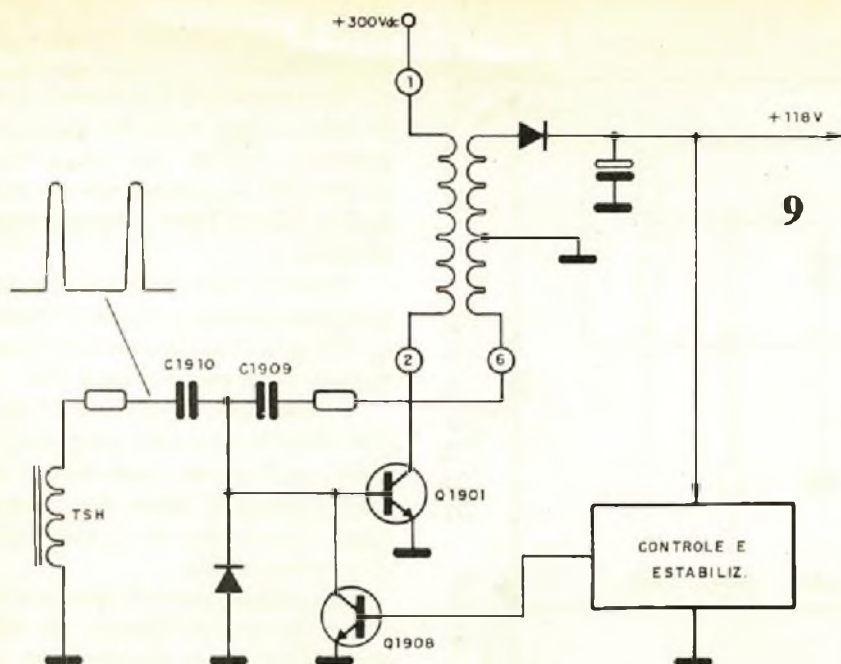 +300Vdc
1
+118V
9
2
6
C1910
C1909
Q1901
TSH
CONTROLE E
ESTABILIZ.
Q1908